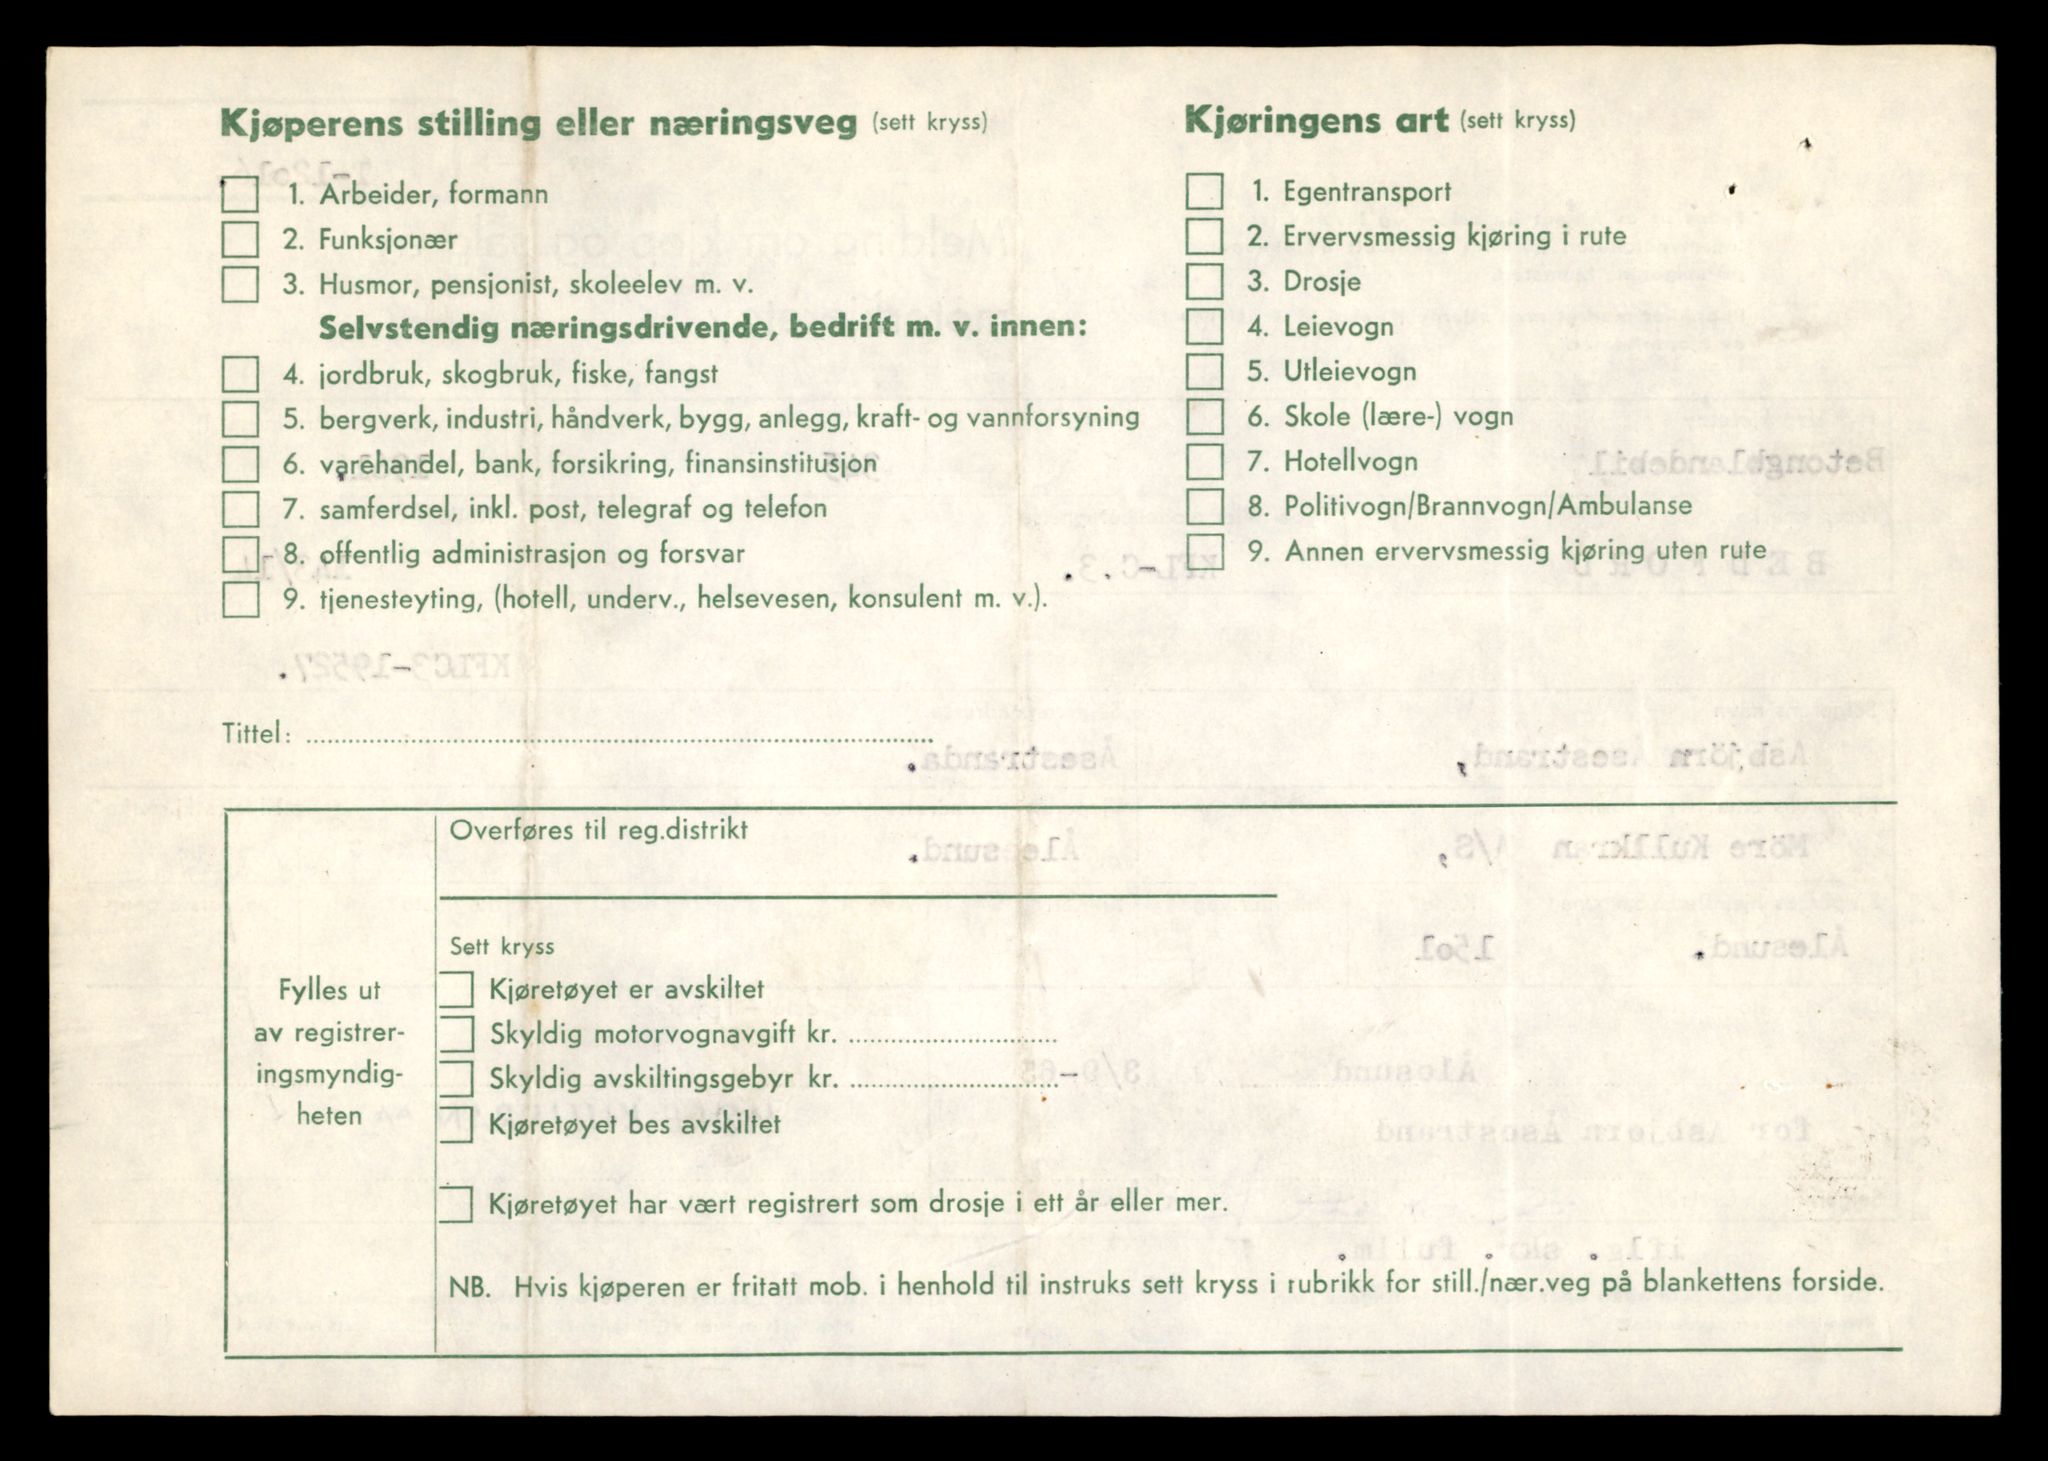 Kjøperens stilling eller næringsveg (sett kryss)
1. Arbeider, formann
2. Funksjonær
3. Husmor, pensjonist, skoleelev m. v.
Selvstendig næringsdrivende, bedrift m. v. innen:
4. jordbruk, skogbruk, fiske, fangst
5. bergverk, industri, håndverk, bygg, anlegg, kraft- og vannforsyning
6. varehandel, bank, forsikring, finansinstitusjon
7. samferdsel, inkl. post, telegraf og telefon
8. offentlig administrasjon og forsvar
9. tjenesteyting, (hotell, underv., helsevesen, konsulent m. v.).
Tittel:
Kjøringens art (sett kryss)
1. Egentransport
2. Ervervsmessig kjøring i rute
3. Drosje
4. Leievogn
5. Utleievogn
6. Skole (lære-) vogn
7. Hotellvogn
8. Politivogn/Brannvogn/Ambulanse
9. Annen ervervsmessig kjøring uten rute
Fylles ut
av registrer-
ingsmyndig-
heten
Overføres til reg.distrikt
Sett kryss
Kjøretøyet er avskiltet
Skyldig motorvognavgift kr.
Skyldig avskiltingsgebyr kr.
Kjøretøyet bes avskiltet
Kjøretøyet har vært registrert som drosje i ett år eller mer.
NB. Hvis kjøperen er fritatt mob. i henhold til instruks sett kryss i rubrikk for still./nær.veg på blankettens forside.